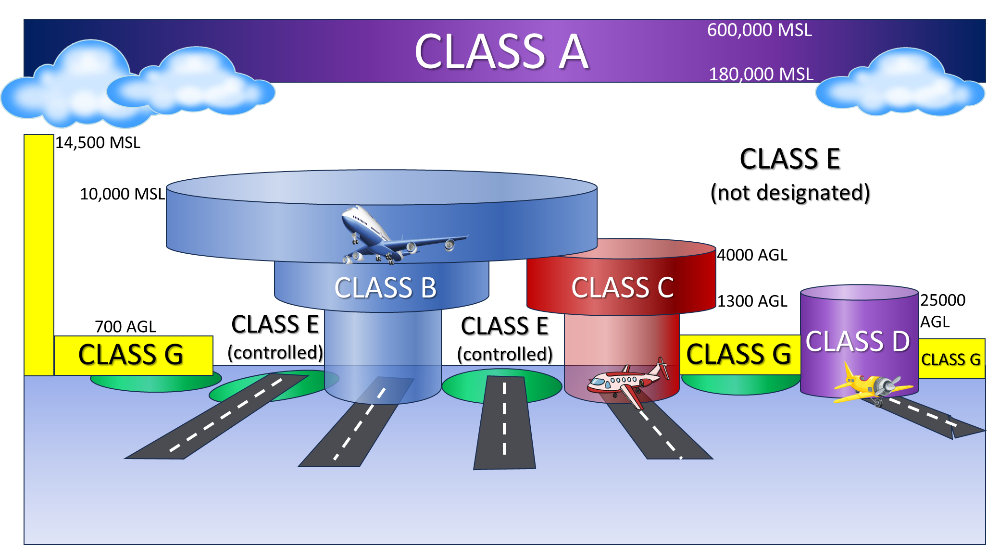 CLASS A
600,000 MSL
180,000 MSL
14,500 MSL
CLASS E
(not designated)
10,000 MSL
4000 AGL
CLASS B
CLASS C
1300 AGL
25000
AGL
700 AGL
CLASS E
(controlled)
CLASS E
(controlled)
CLASS G
CLASS G
CLASS D
CLASS G